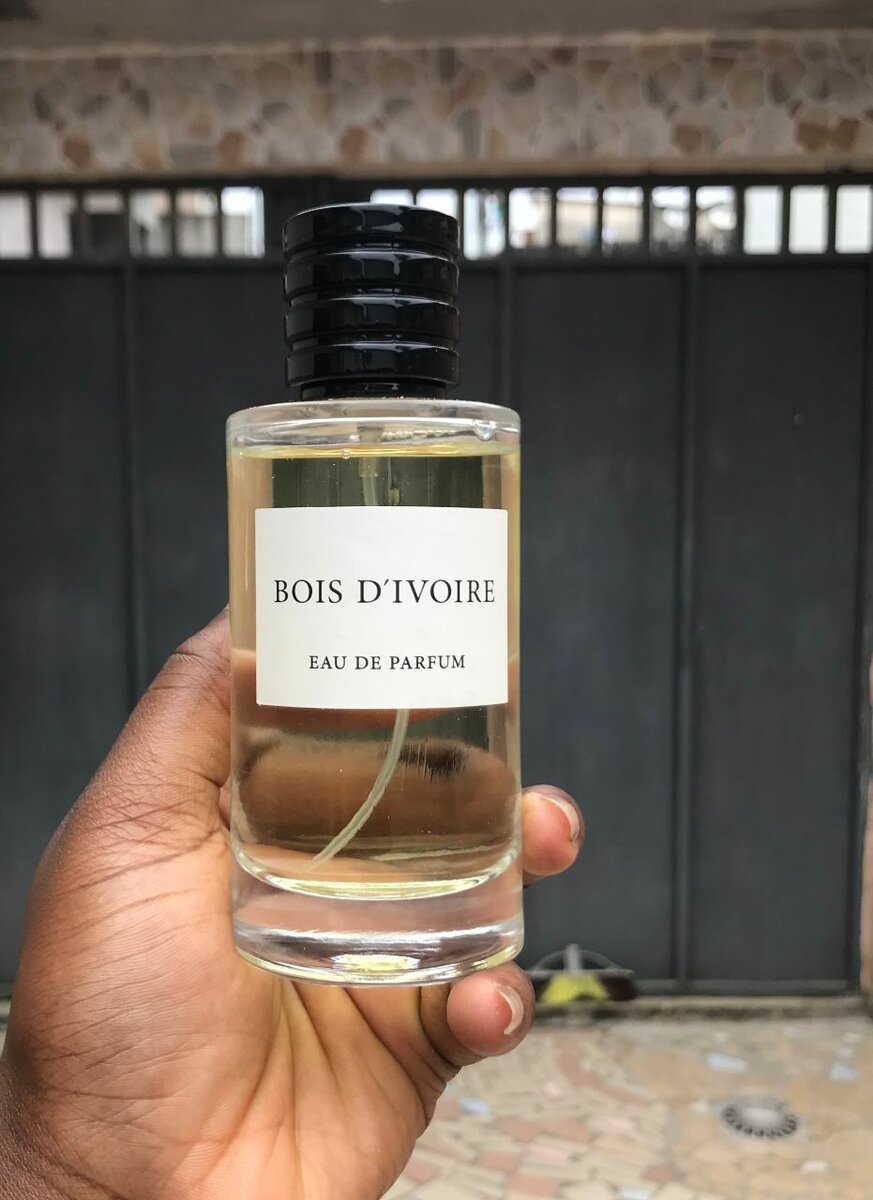 BOIS D´IVOIRE
EAU DE PARFUM